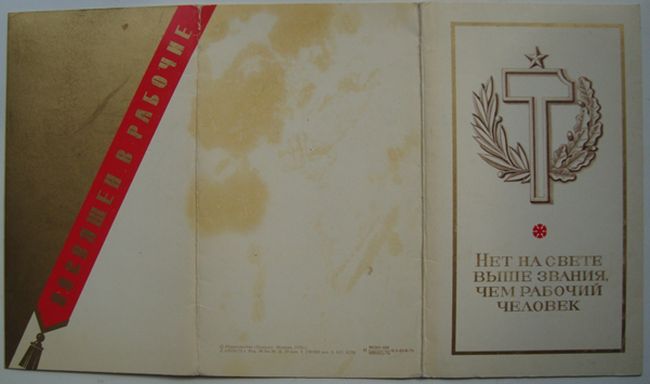 ПОСВЯЩЕН В РАБОЧИЕ
НЕТ НА СВЕТЕ
ВЫШЕ ЗВАНИЯ,
ЧЕМ РАБОЧИЙ
ЧЕЛОВЕК